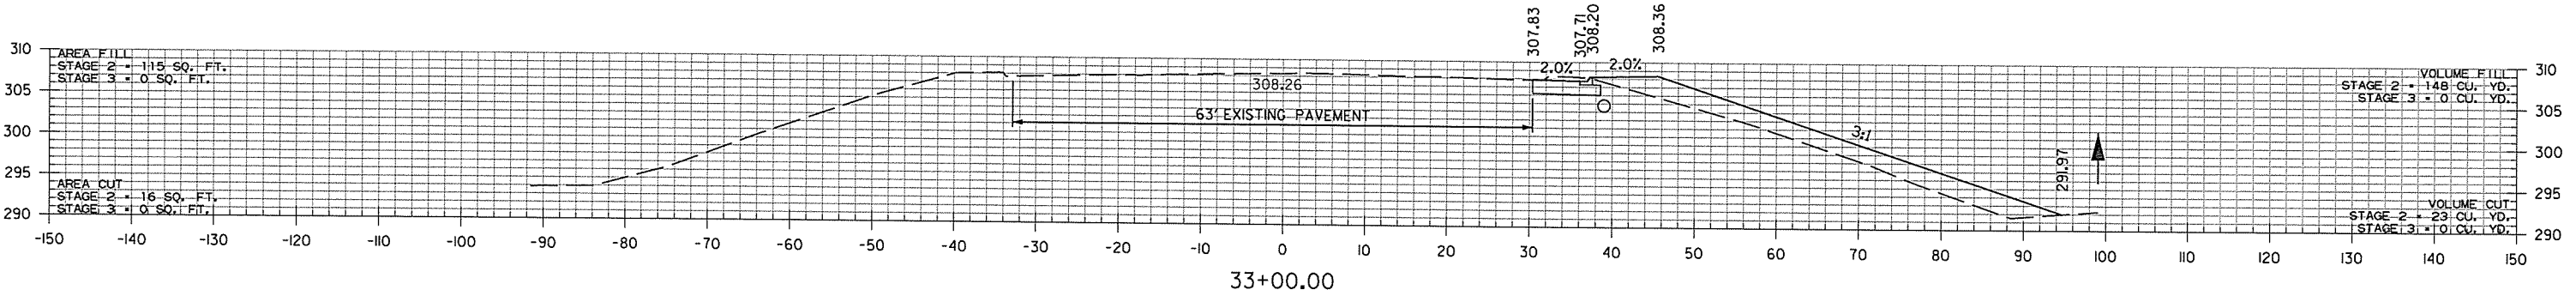 307.83
307.71
308.20
308.36
310
AREA FILL
STAGE 2 = 115 SQ. FT.
STAGE 3 = 0 SQ. FT.
2.0%
2.0%
VOLUME FILL
310
STAGE 2 = 148 CU. YD.
STAGE 3 = 0 CU. YD.
308.26
305
305
63' EXISTING PAVEMENT
300
3:1
300
291.97
295
AREA CUT
STAGE 2 = 16 SQ. FT.
STAGE 3 = 0 SQ. FT.
295
290
VOLUME CUT
STAGE 2 = 23 CU. YD.
STAGE 3 = 0 CU. YD.
290
-150 -140 -130 -120 -110 -100 -90 -80 -70 -60 -50 -40 -30 -20 -10 0 10 20 30 40 50 60 70 80 90 100 110 120 130 140 150
33+00.00